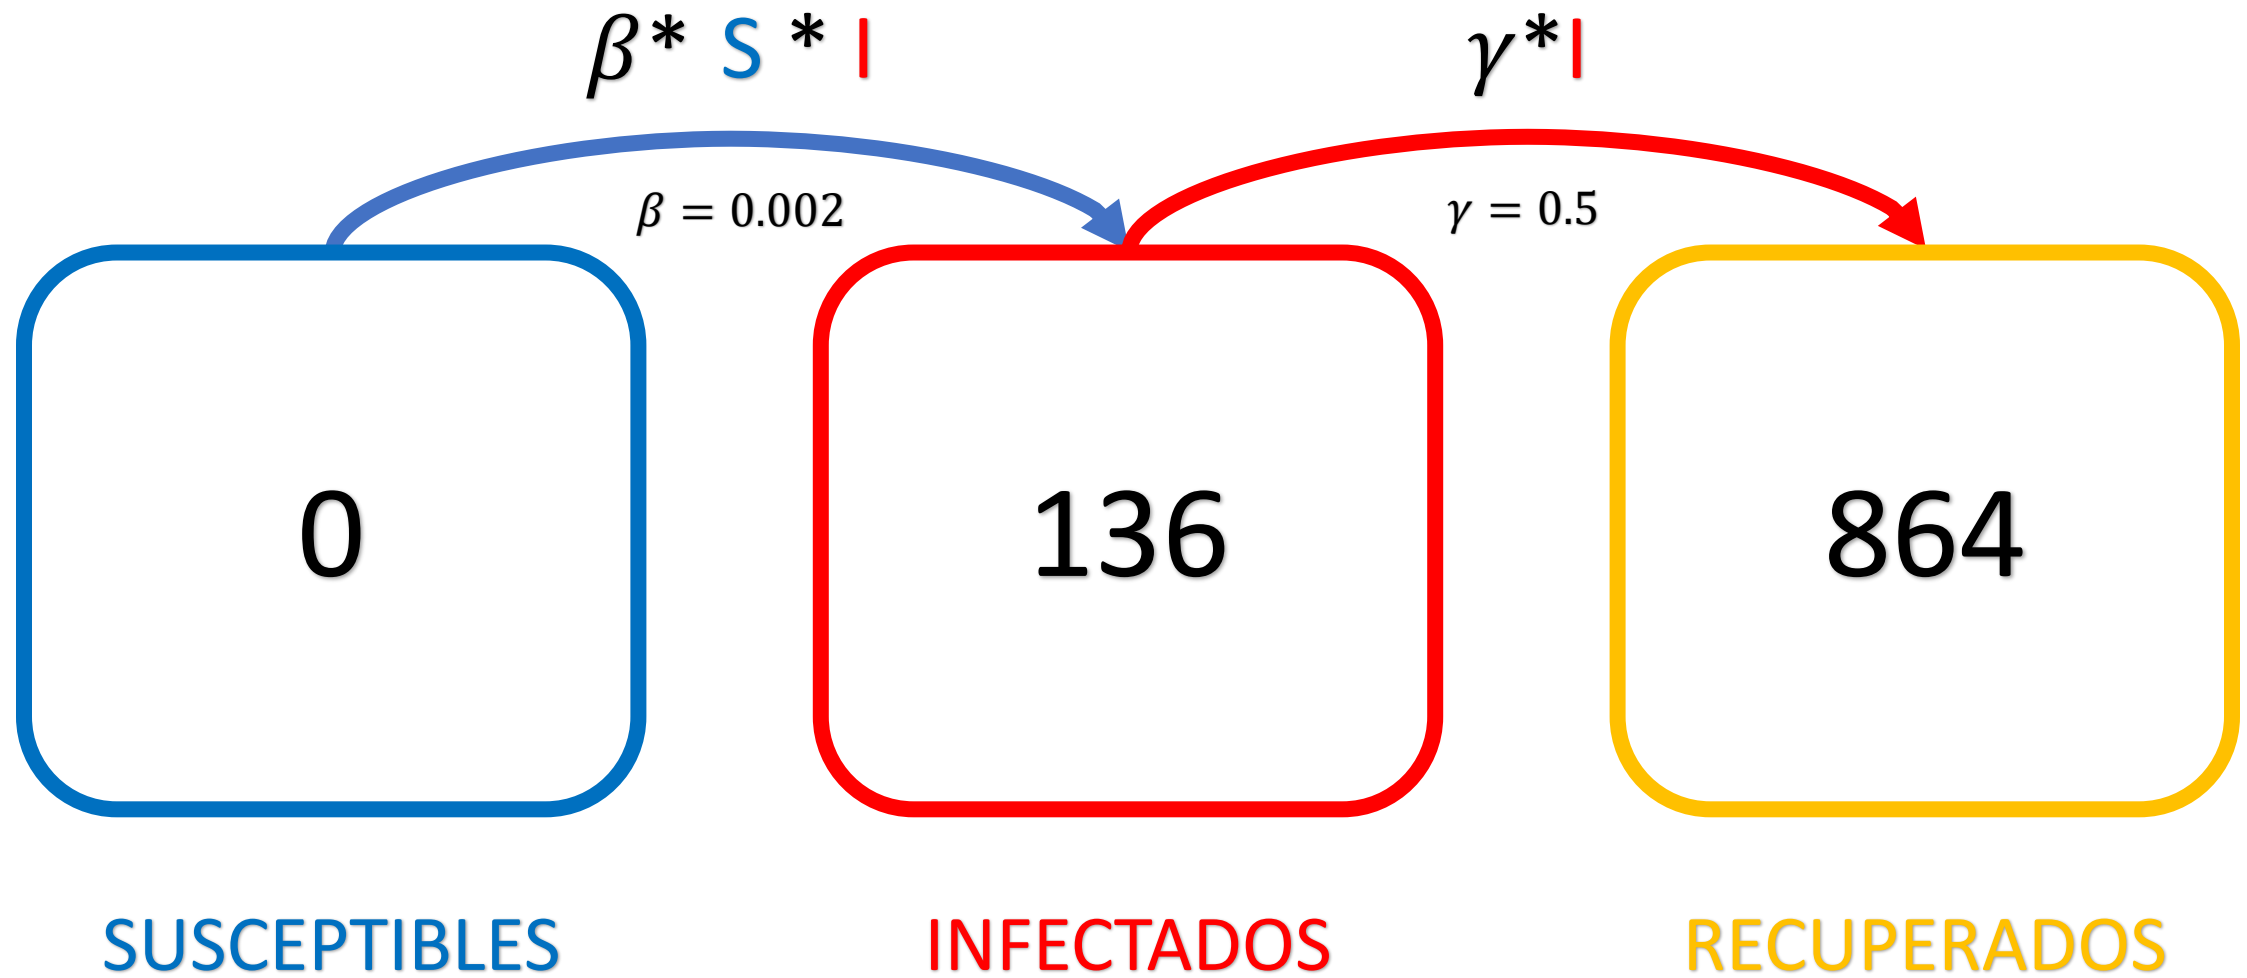 β* S * I
γ*I
β = 0.002
γ = 0.5
0
136
864
SUSCEPTIBLES
INFECTADOS
RECUPERADOS